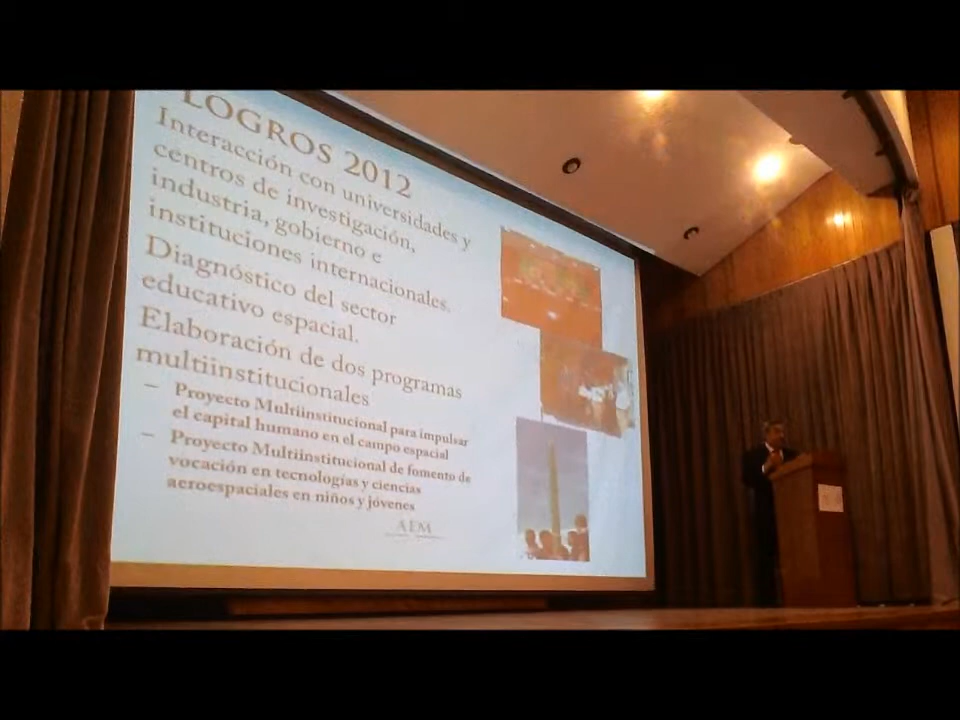 LOGROS 2012
Interacción con universidades y
centros de investigación,
industria, gobierno e
instituciones internacionales.
Diagnóstico del sector
educativo espacial.
Elaboración de dos programas
multiinstitucionales
– Proyecto Multiinstitucional para impulsar
el capital humano en el campo espacial
– Proyecto Multiinstitucional de fomento de
vocación en tecnologías y ciencias
aeroespaciales en niños y jóvenes
AEM